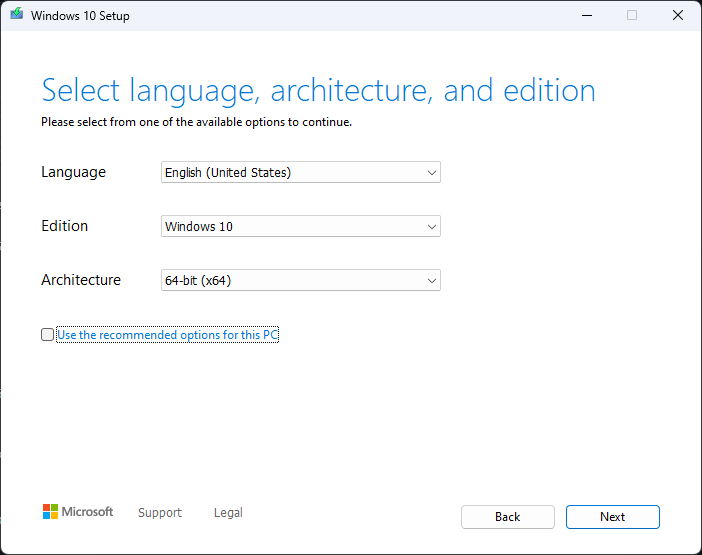 Windows 10 Setup
Select language, architecture, and edition
Please select from one of the available options to continue.
Language English (United States)
Edition Windows 10
Architecture 64-bit (x64)
Use the recommended options for this PC
Microsoft Support Legal Back Next